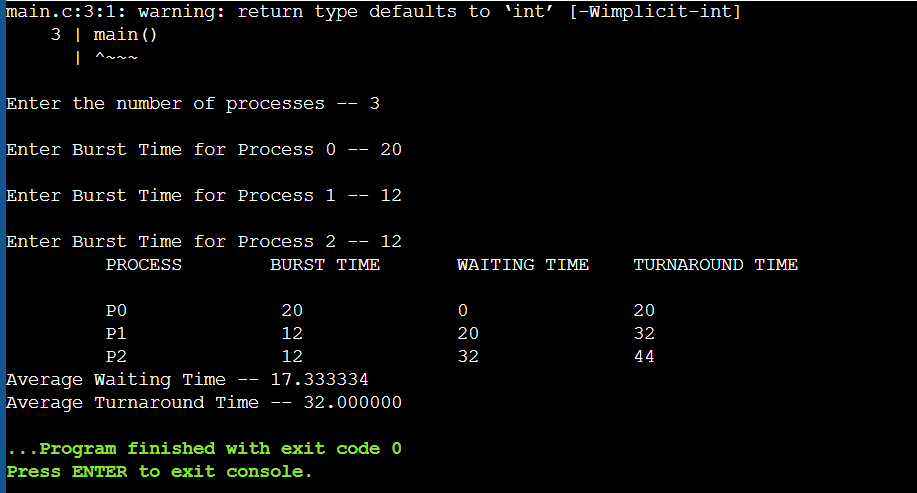 main.c:3:1: warning: return type defaults to ‘int’ [-Wimplicit-int]
3 | main()
| ^~~~
Enter the number of processes -- 3
Enter Burst Time for Process 0 -- 20
Enter Burst Time for Process 1 -- 12
Enter Burst Time for Process 2 -- 12
PROCESS BURST TIME WAITING TIME TURNAROUND TIME
P0 20 0 20
P1 12 20 32
P2 12 32 44
Average Waiting Time -- 17.333334
Average Turnaround Time -- 32.000000
...Program finished with exit code 0
Press ENTER to exit console.